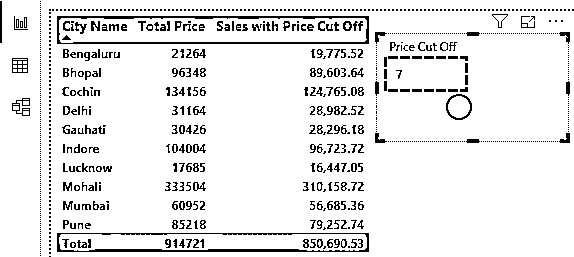 City Name Total Price Sales with Price Cut Off
Bengaluru 21264 19,775.52
Bhopal 96348 89,603.64
Cochin 134156 124,765.08
Delhi 31164 28,982.52
Gauhati 30426 28,296.18
Indore 104004 96,723.72
Lucknow 17685 16,447.05
Mohali 333504 310,158.72
Mumbai 60952 56,685.36
Pune 85218 79,252.74
Total 914721 850,690.53
Price Cut Off
7